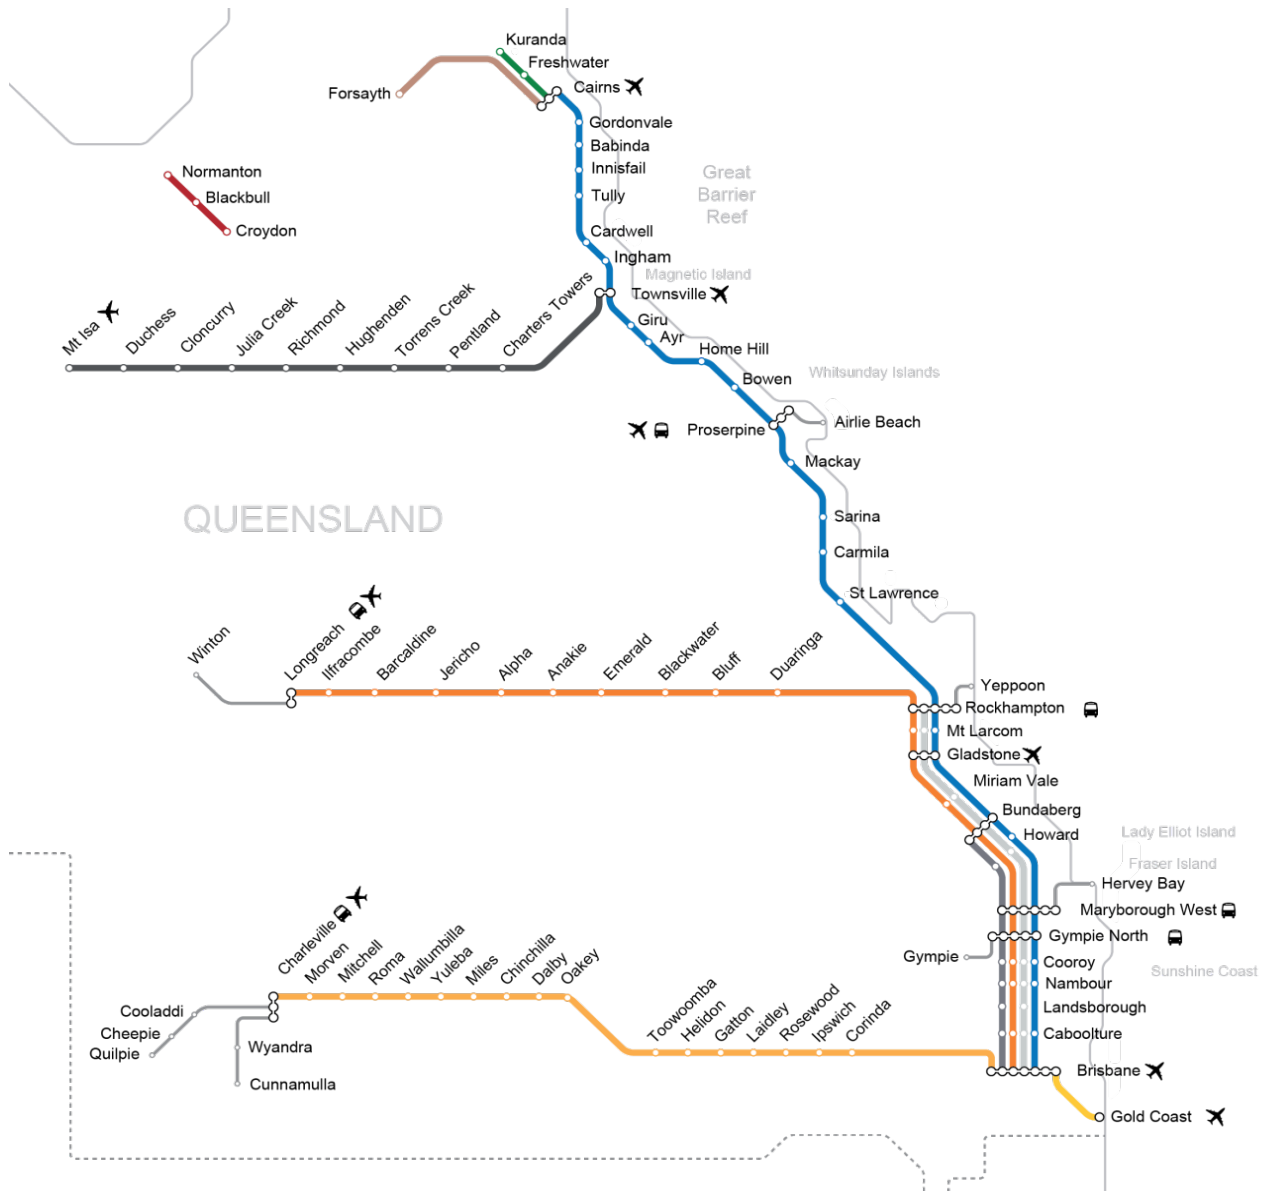 Kuranda
Freshwater
Cairns
Forsayth
Gordonvale
Babinda
Innisfail
Tully
Cardwell
Ingham
Great
Barrier
Reef
Normanton
Blackbull
Croydon
Magnetic Island
Townsville
Mt Isa
Duchess
Cloncurry
Julia Creek
Richmond
Hughenden
Torrens Creek
Pentland
Charters Towers
Giru
Ayr
Home Hill
Bowen
Whitsunday Islands
Proserpine
Airlie Beach
Mackay
QUEENSLAND
Sarina
Carmila
St Lawrence
Winton
Longreach
Ilfracombe
Barcaldine
Jericho
Alpha
Anakie
Emerald
Blackwater
Bluff
Duaringa
Yeppoon
Rockhampton
Mt Larcom
Gladstone
Miriam Vale
Bundaberg
Howard
Lady Elliot Island
Fraser Island
Hervey Bay
Maryborough West
Gympie North
Gympie
Cooroy
Sunshine Coast
Nambour
Landsborough
Caboolture
Charleville
Morven
Mitchell
Roma
Wallumbilla
Yuleba
Miles
Chinchilla
Dalby
Oakey
Toowoomba
Helidon
Gatton
Laidley
Rosewood
Ipswich
Corinda
Cooladdi
Cheepie
Quilpie
Wyandra
Cunnamulla
Brisbane
Gold Coast